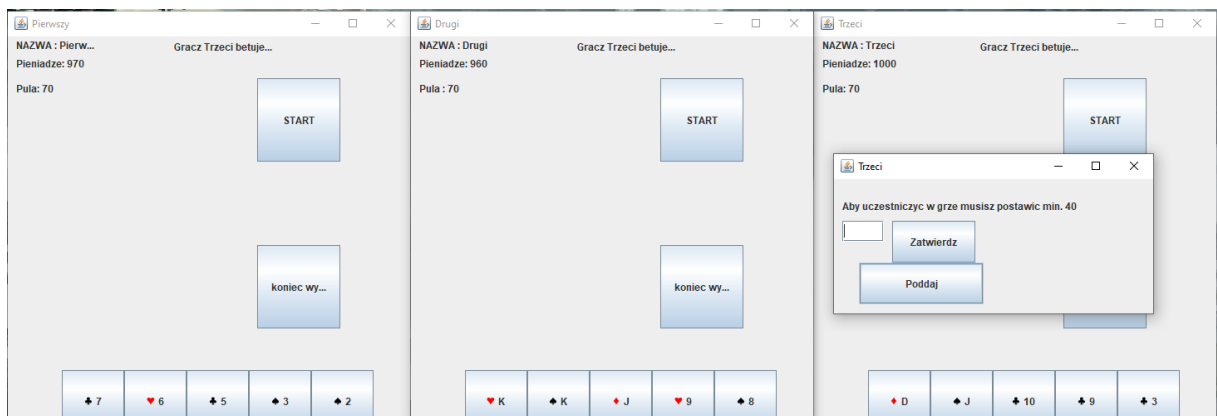 Pierwszy
NAZWA : Pierw...
Gracz Trzeci betuje...
Pieniadze: 970
Pula: 70
START
koniec wy...
♣ 7
♥ 6
♣ 5
♠ 3
♠ 2
Drugi
NAZWA : Drugi
Gracz Trzeci betuje...
Pieniadze: 960
Pula : 70
START
koniec wy...
♥ K
♠ K
♦ J
♥ 9
♠ 8
Trzeci
NAZWA : Trzeci
Gracz Trzeci betuje...
Pieniadze: 1000
Pula: 70
START
Trzeci
Aby uczestniczyc w grze musisz postawic min. 40
Zatwierdz
Poddaj
♦ D
♠ J
♣ 10
♣ 9
♣ 3